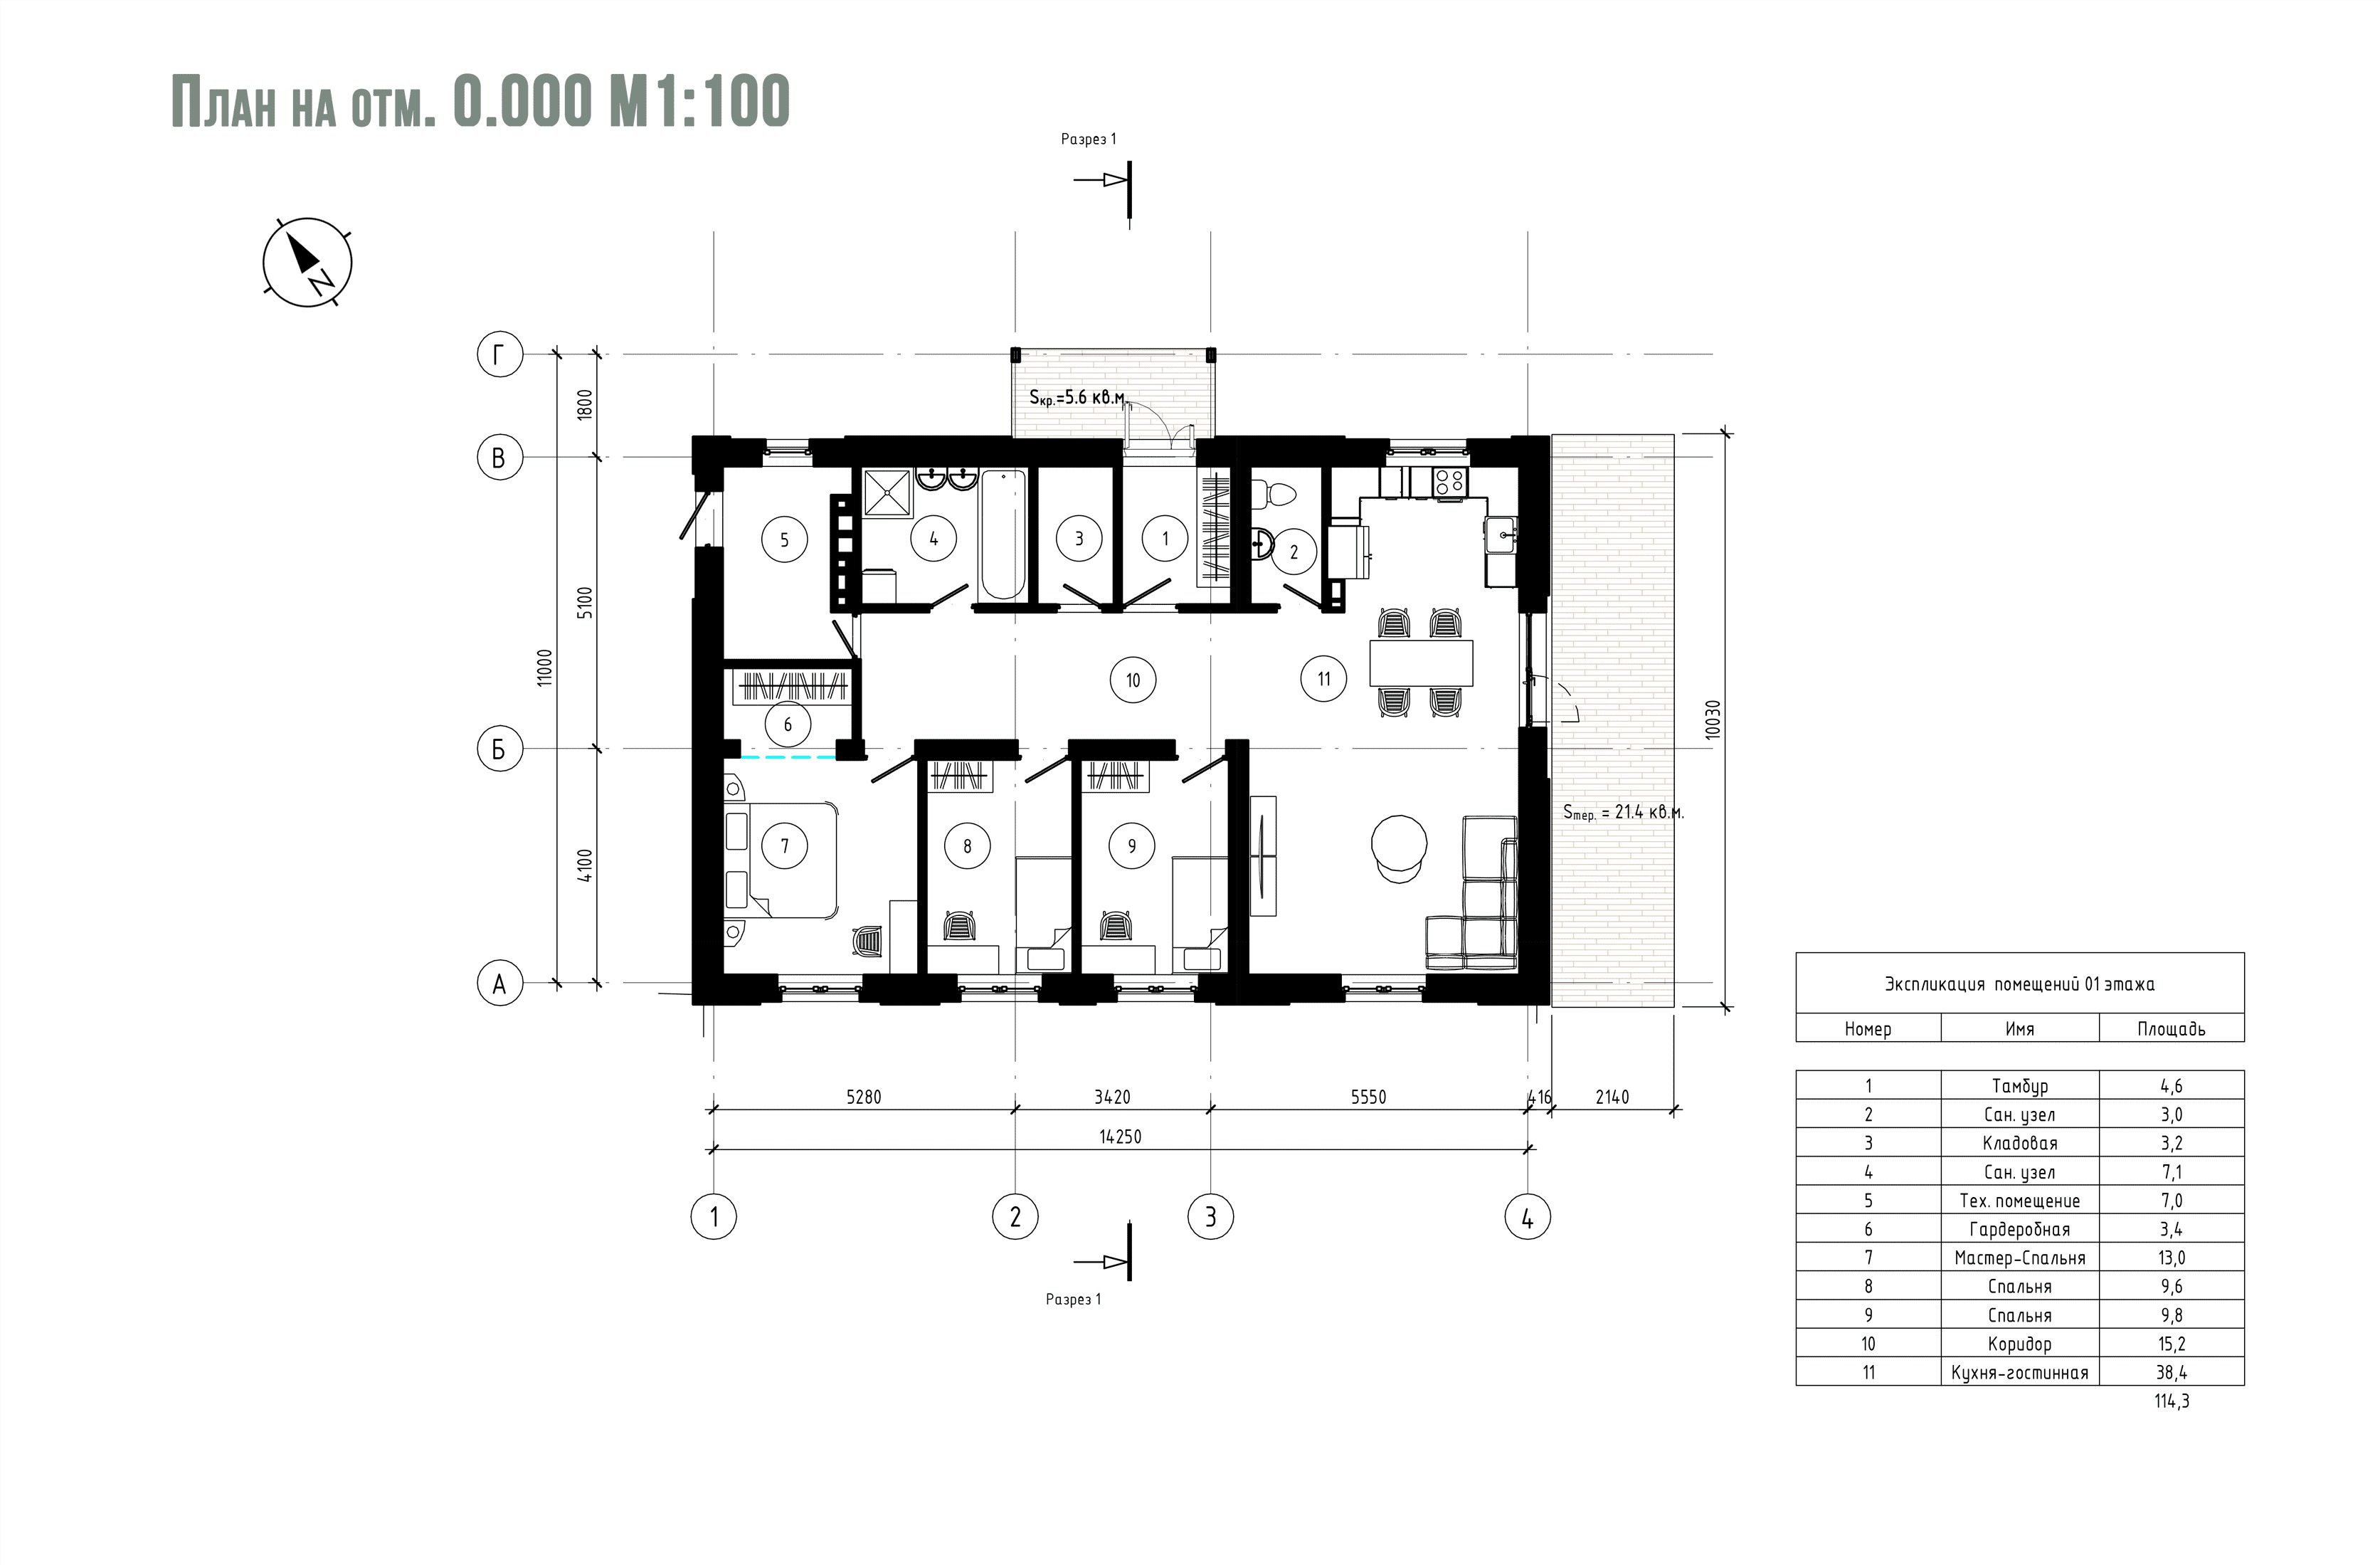 План на отм. 0.000 М1:100
Разрез 1
N
Г
Sкр.=5.6 кв.м.
1800
В
5
4
3
1
2
5100
11000
10
11
6
Б
10030
Sтер. = 21.4 кв.м.
7
8
9
4100
А
5280
3420
5550
416
2140
14250
1
2
3
4
Разрез 1
Экспликация помещений 01 этажа
Номер Имя Площадь
1 Тамбур 4,6
2 Сан. узел 3,0
3 Кладовая 3,2
4 Сан. узел 7,1
5 Тех. помещение 7,0
6 Гардеробная 3,4
7 Мастер-Спальня 13,0
8 Спальня 9,6
9 Спальня 9,8
10 Коридор 15,2
11 Кухня-гостинная 38,4
114,3